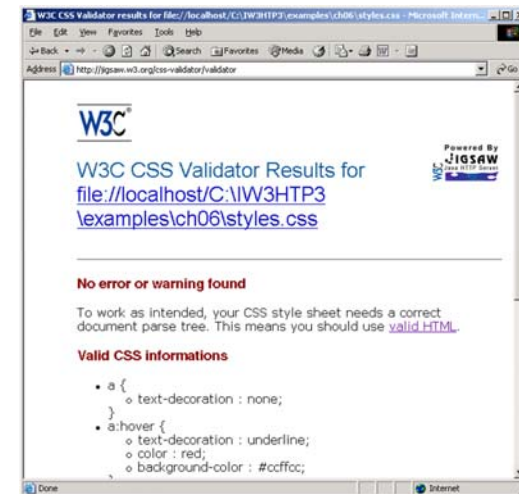 W3C CSS Validator results for file://localhost/C:\IW3HTP3\examples\ch06\styles.css - Microsoft Intern...
File Edit View Favorites Tools Help
Back Search Favorites Media
Address http://jigsaw.w3.org/css-validator/validator Go
W3C®
Powered By
JIGSAW
W3C Java HTTP Server
W3C CSS Validator Results for
file://localhost/C:\IW3HTP3
\examples\ch06\styles.css
No error or warning found
To work as intended, your CSS style sheet needs a correct
document parse tree. This means you should use valid HTML.
Valid CSS informations
• a {
o text-decoration : none;
}
• a:hover {
o text-decoration : underline;
o color : red;
o background-color : #ccffcc;
}
Done Internet